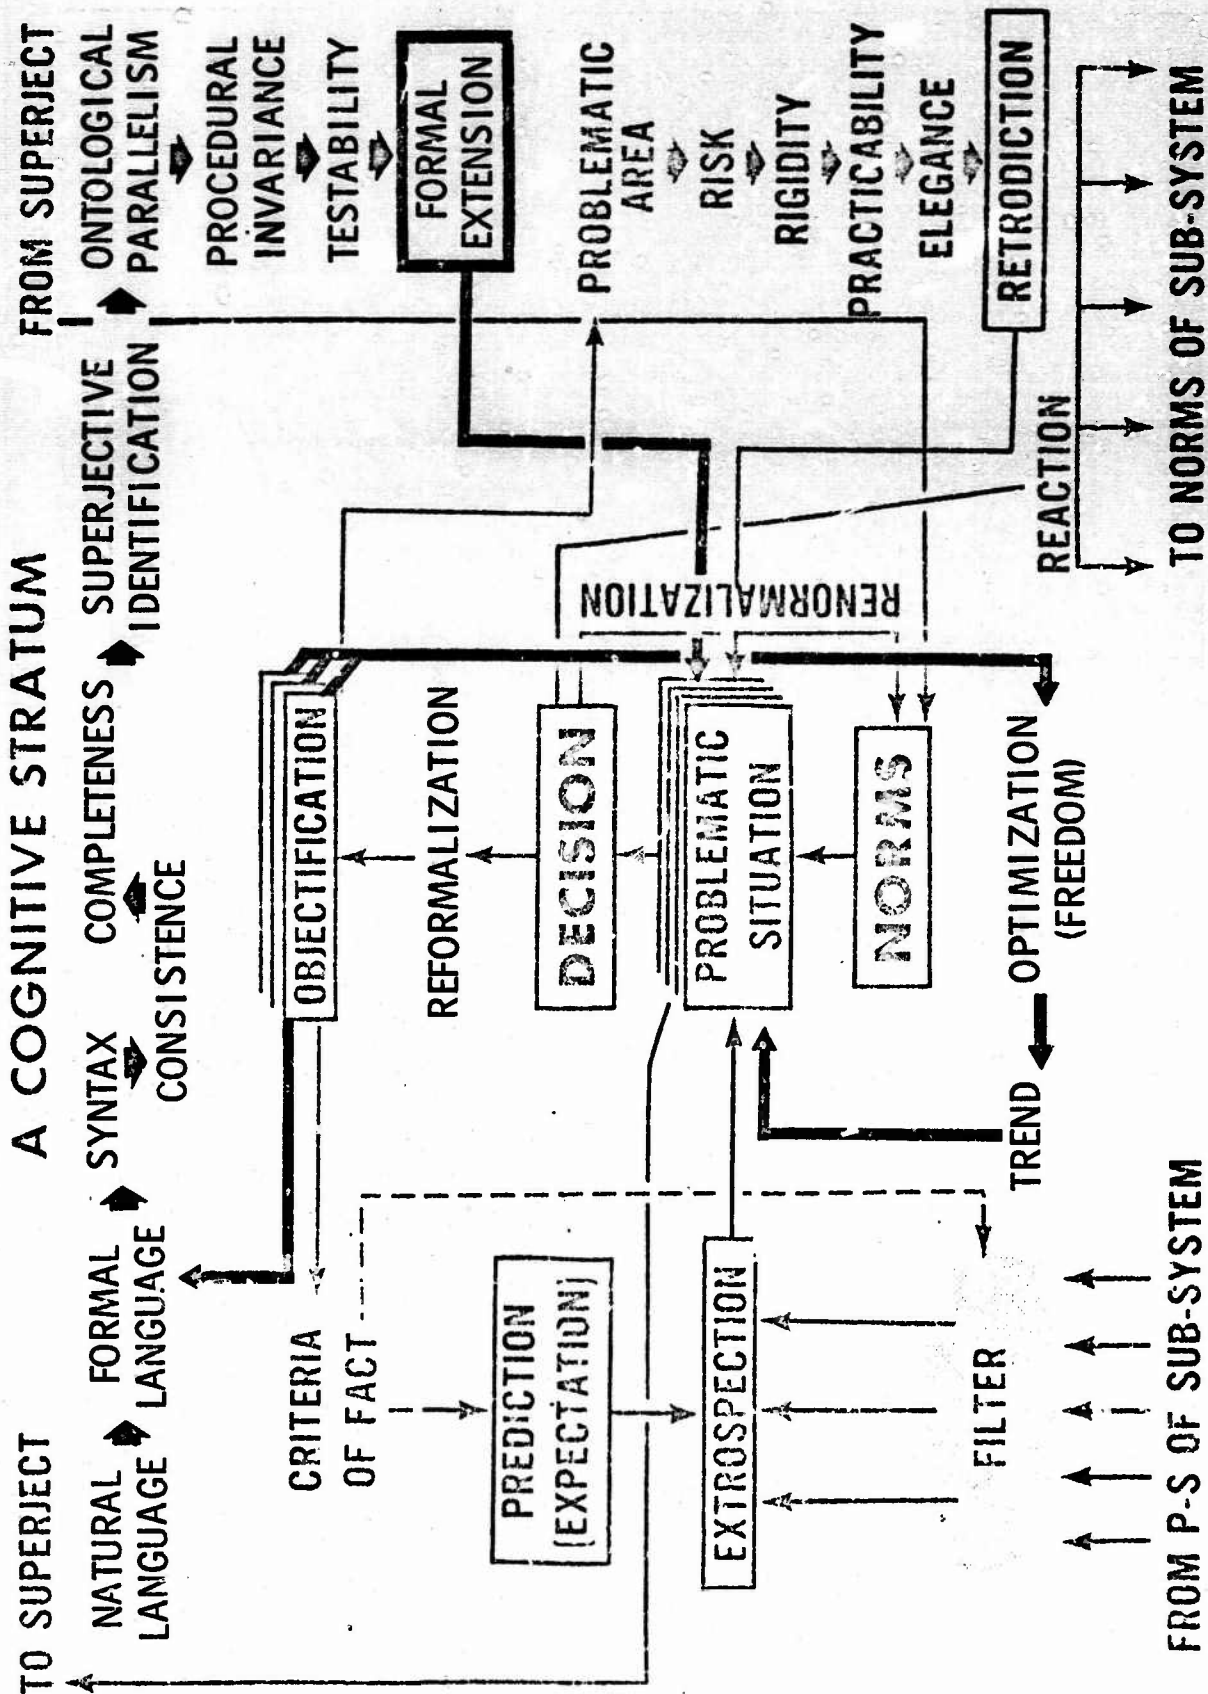 A COGNITIVE STRATUM
TO SUPERJECT
FROM SUPERJECT
NATURAL
LANGUAGE
FORMAL
LANGUAGE
SYNTAX
CONSISTENCE
COMPLETENESS
SUPERJECTIVE
IDENTIFICATION
ONTOLOGICAL
PARALLELISM
PROCEDURAL
INVARIANCE
TESTABILITY
FORMAL
EXTENSION
OBJECTIFICATION
CRITERIA
OF FACT
REFORMALIZATION
PREDICTION
(EXPECTATION)
DECISION
RENORMALIZATION
PROBLEMATIC
AREA
RISK
RIGIDITY
PRACTICABILITY
ELEGANCE
RETRODICTION
EXTROSPECTION
PROBLEMATIC
SITUATION
NORMS
FILTER
TREND
OPTIMIZATION
(FREEDOM)
REACTION
FROM P-S OF SUB-SYSTEM
TO NORMS OF SUB-SYSTEM